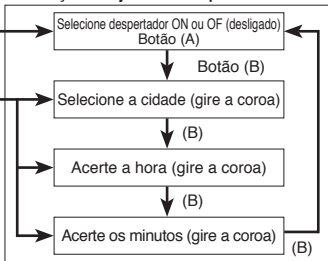 Selecione despertador ON ou OF (desligado)
Botão (A)
Botão (B)
Selecione a cidade (gire a coroa)
(B)
Acerte a hora (gire a coroa)
(B)
Acerte os minutos (gire a coroa)
(B)